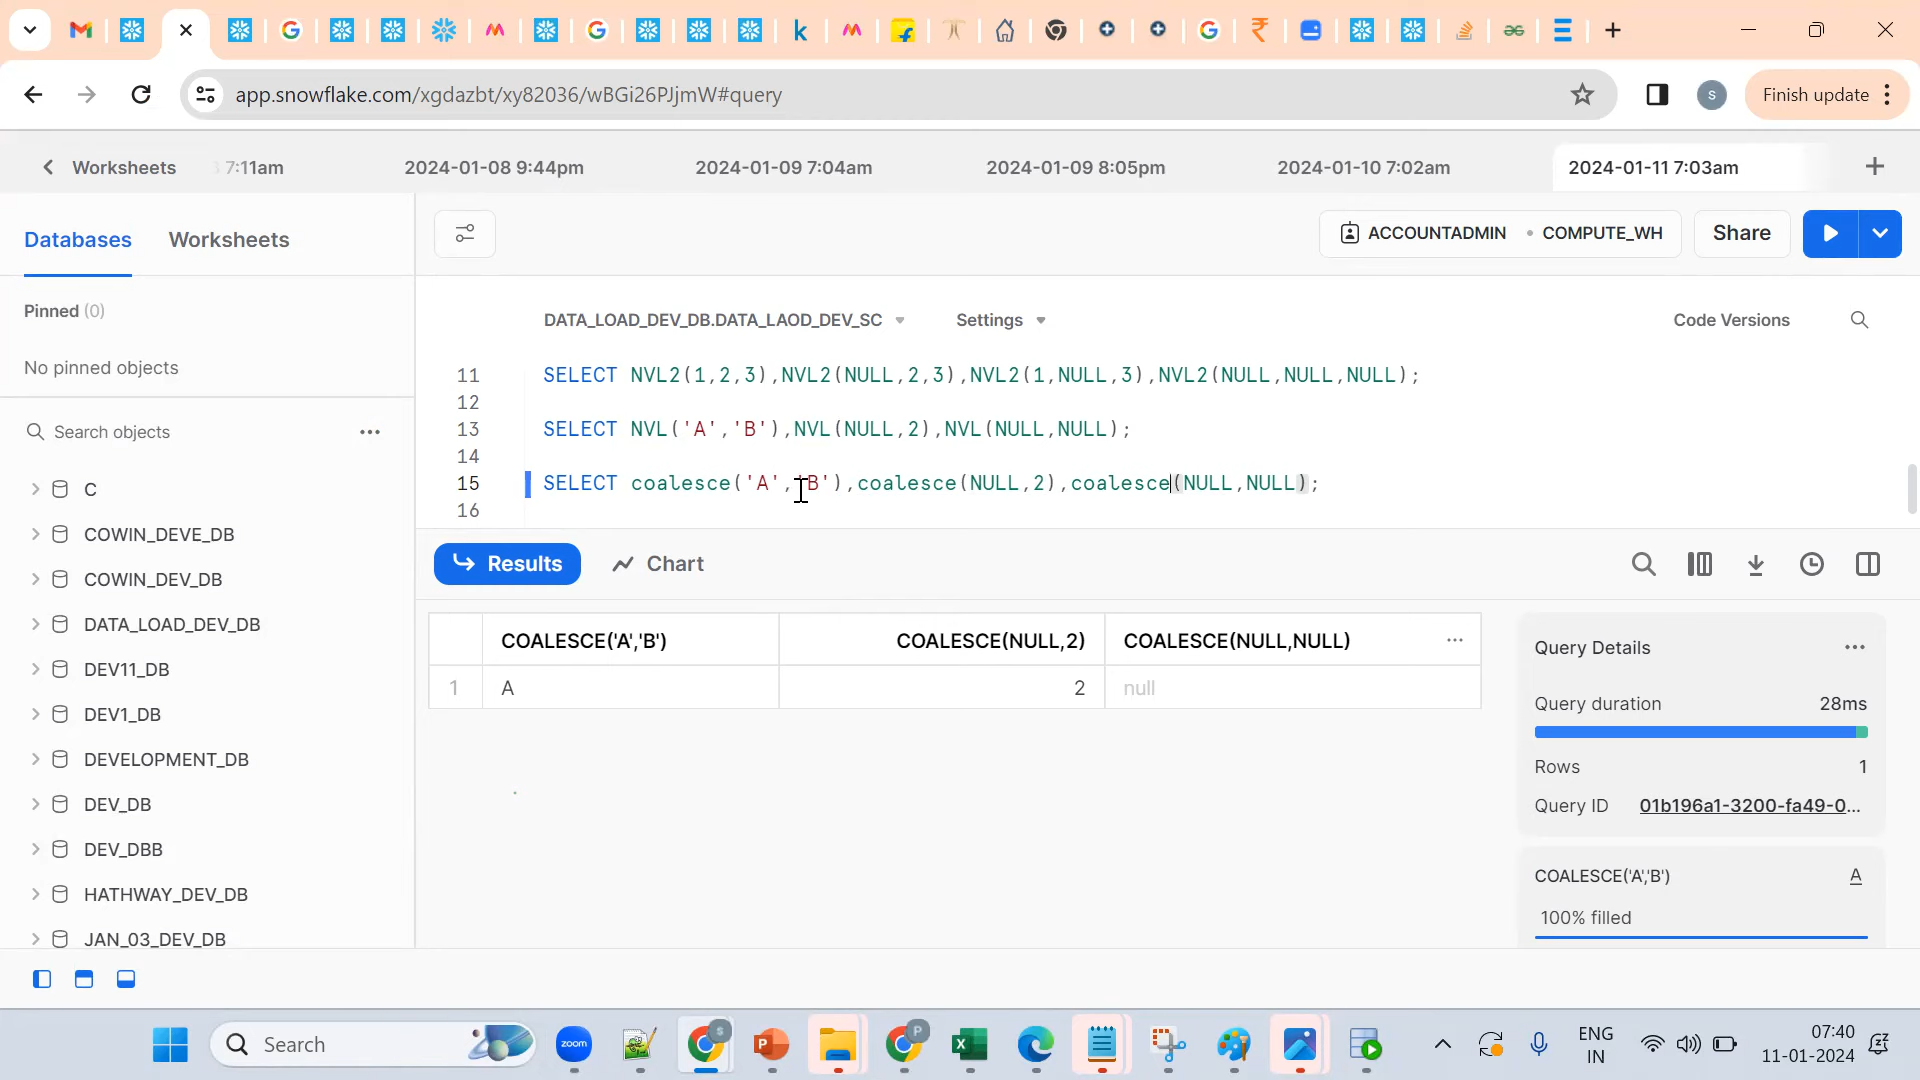 app.snowflake.com/xgdazbt/xy82036/wBGi26PJjmW#query
S
Finish update
Worksheets
7:11am
2024-01-08 9:44pm
2024-01-09 7:04am
2024-01-09 8:05pm
2024-01-10 7:02am
2024-01-11 7:03am
Databases
Worksheets
ACCOUNTADMIN
COMPUTE_WH
Share
Pinned (0)
No pinned objects
DATA_LOAD_DEV_DB.DATA_LAOD_DEV_SC
Settings
Code Versions
11 SELECT NVL2(1,2,3),NVL2(NULL,2,3),NVL2(1,NULL,3),NVL2(NULL,NULL,NULL);
12
13 SELECT NVL('A','B'),NVL(NULL,2),NVL(NULL,NULL);
14
15 SELECT coalesce('A','B'),coalesce(NULL,2),coalesce(NULL,NULL);
16
Search objects
C
COWIN_DEVE_DB
COWIN_DEV_DB
DATA_LOAD_DEV_DB
DEV11_DB
DEV1_DB
DEVELOPMENT_DB
DEV_DB
DEV_DBB
HATHWAY_DEV_DB
JAN_03_DEV_DB
Results
Chart
COALESCE('A','B') COALESCE(NULL,2) COALESCE(NULL,NULL) ...
1 A 2 null
Query Details ...
Query duration 28ms
Rows 1
Query ID 01b196a1-3200-fa49-0...
COALESCE('A','B') A
100% filled
Search
zoom
S
P
ENG
IN
07:40
11-01-2024